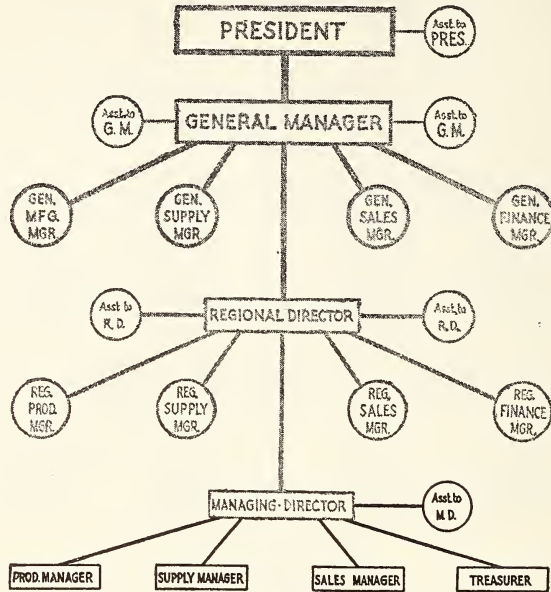 PRESIDENT
Asst. to
PRES.
Asst. to
G. M.
GENERAL MANAGER
Asst. to
G. M.
GEN.
MFG.
MGR.
GEN.
SUPPLY
MGR.
GEN.
SALES
MGR.
GEN.
FINANCE
MGR.
Asst. to
R. D.
REGIONAL DIRECTOR
Asst. to
R. D.
REG.
PROD.
MGR.
REG.
SUPPLY
MGR.
REG.
SALES
MGR.
REG.
FINANCE
MGR.
MANAGING-DIRECTOR
Asst. to
M. D.
PROD. MANAGER
SUPPLY MANAGER
SALES MANAGER
TREASURER